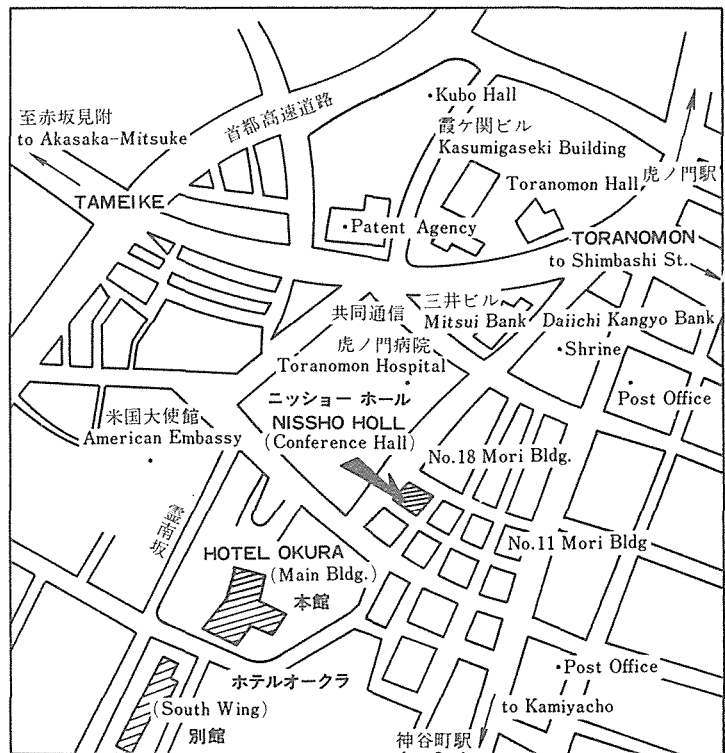 ・Kubo Hall
至赤坂見附
to Akasaka-Mitsuke
首都高速道路
霞ケ関ビル
Kasumigaseki Building
虎ノ門駅
Toranomon Hall
TAMEIKE
・Patent Agency
TORANOMON
to Shimbashi St.
共同通信
三井ビル
Mitsui Bank
Daiichi Kangyo Bank
虎ノ門病院
Toranomon Hospital
・Shrine
Post Office
ニッショー ホール
NISSHO HOLL
(Conference Hall)
米国大使館
American Embassy
No.18 Mori Bldg.
霊南坂
No.11 Mori Bldg
HOTEL OKURA
(Main Bldg.)
本館
・Post Office
ホテルオークラ
(South Wing)
別館
to Kamiyacho
神谷町駅